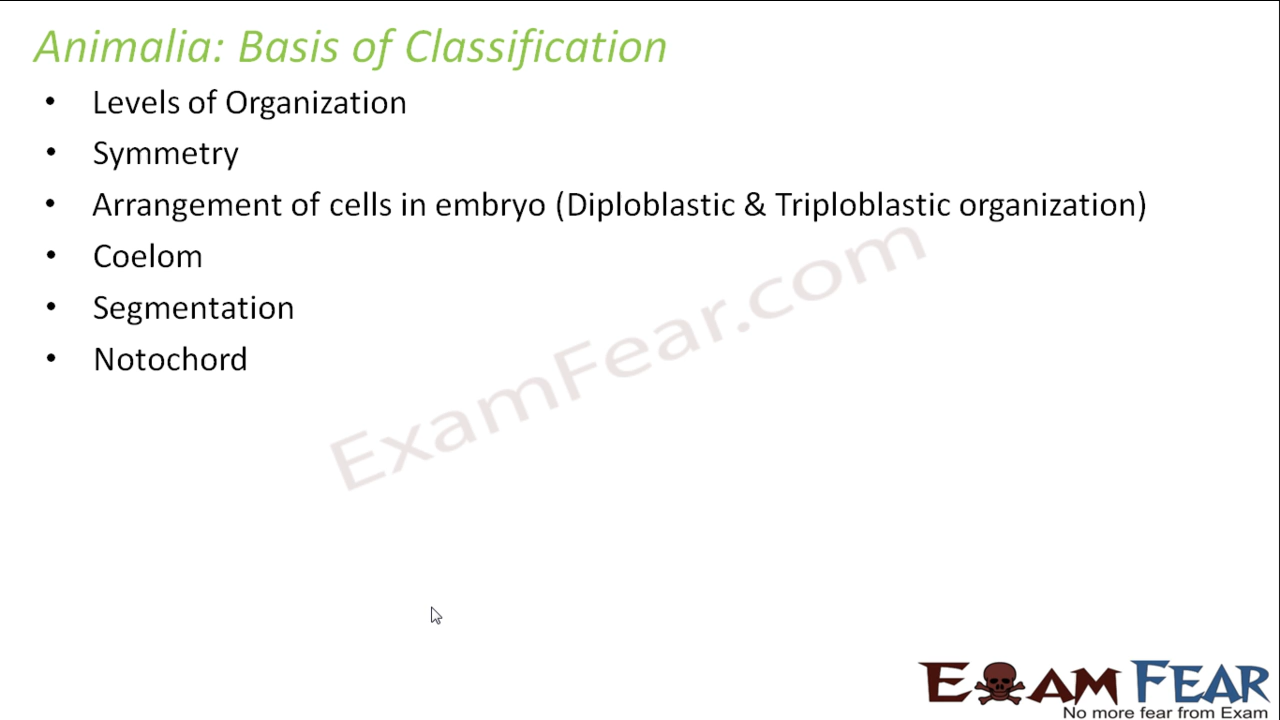 Animalia: Basis of Classification
• Levels of Organization
• Symmetry
• Arrangement of cells in embryo (Diploblastic & Triploblastic organization)
• Coelom
• Segmentation
• Notochord
ExamFear.com
EXAM FEAR
No more fear from Exam